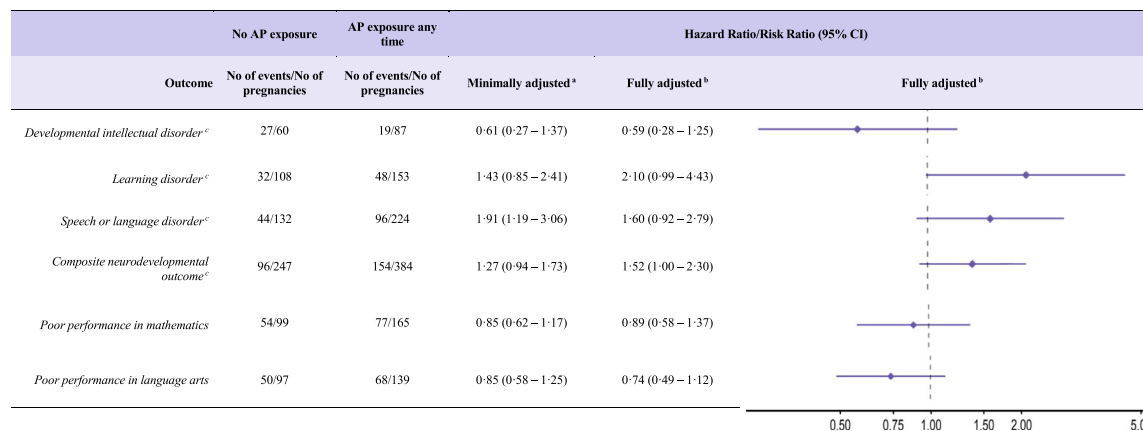 No AP exposure AP exposure any time Hazard Ratio/Risk Ratio (95% CI)
Outcome No of events/No of pregnancies No of events/No of pregnancies Minimally adjusted a Fully adjusted b Fully adjusted b
Developmental intellectual disorder c 27/60 19/87 0·61 (0·27 – 1·37) 0·59 (0·28 – 1·25)
Learning disorder c 32/108 48/153 1·43 (0·85 – 2·41) 2·10 (0·99 – 4·43)
Speech or language disorder c 44/132 96/224 1·91 (1·19 – 3·06) 1·60 (0·92 – 2·79)
Composite neurodevelopmental outcome c 96/247 154/384 1·27 (0·94 – 1·73) 1·52 (1·00 – 2·30)
Poor performance in mathematics 54/99 77/165 0·85 (0·62 – 1·17) 0·89 (0·58 – 1·37)
Poor performance in language arts 50/97 68/139 0·85 (0·58 – 1·25) 0·74 (0·49 – 1·12)
0.50 0.75 1.00 1.50 2.00